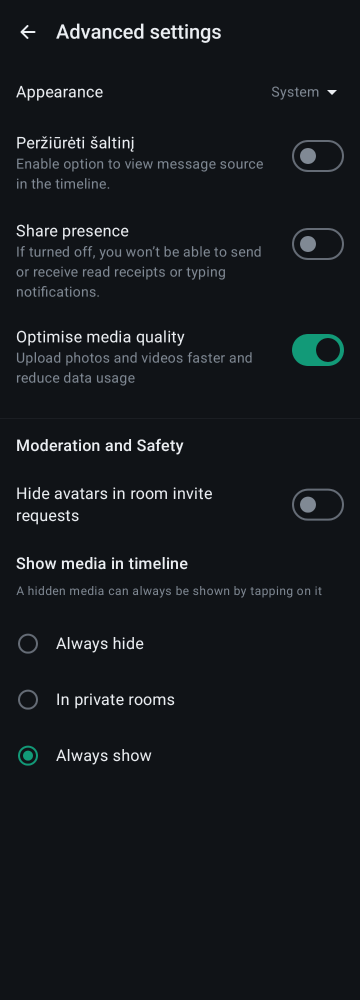 Advanced settings
Appearance
System
Peržiūrėti šaltinį
Enable option to view message source
in the timeline.
Share presence
If turned off, you won’t be able to send
or receive read receipts or typing
notifications.
Optimise media quality
Upload photos and videos faster and
reduce data usage
Moderation and Safety
Hide avatars in room invite
requests
Show media in timeline
A hidden media can always be shown by tapping on it
Always hide
In private rooms
Always show